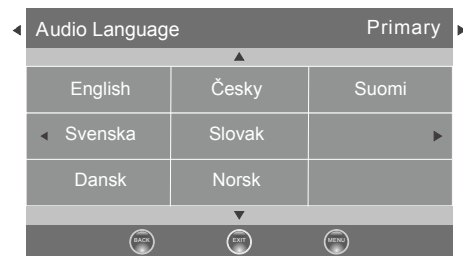 Audio Language Primary
English Česky Suomi
Svenska Slovak
Dansk Norsk
BACK EXIT MENU